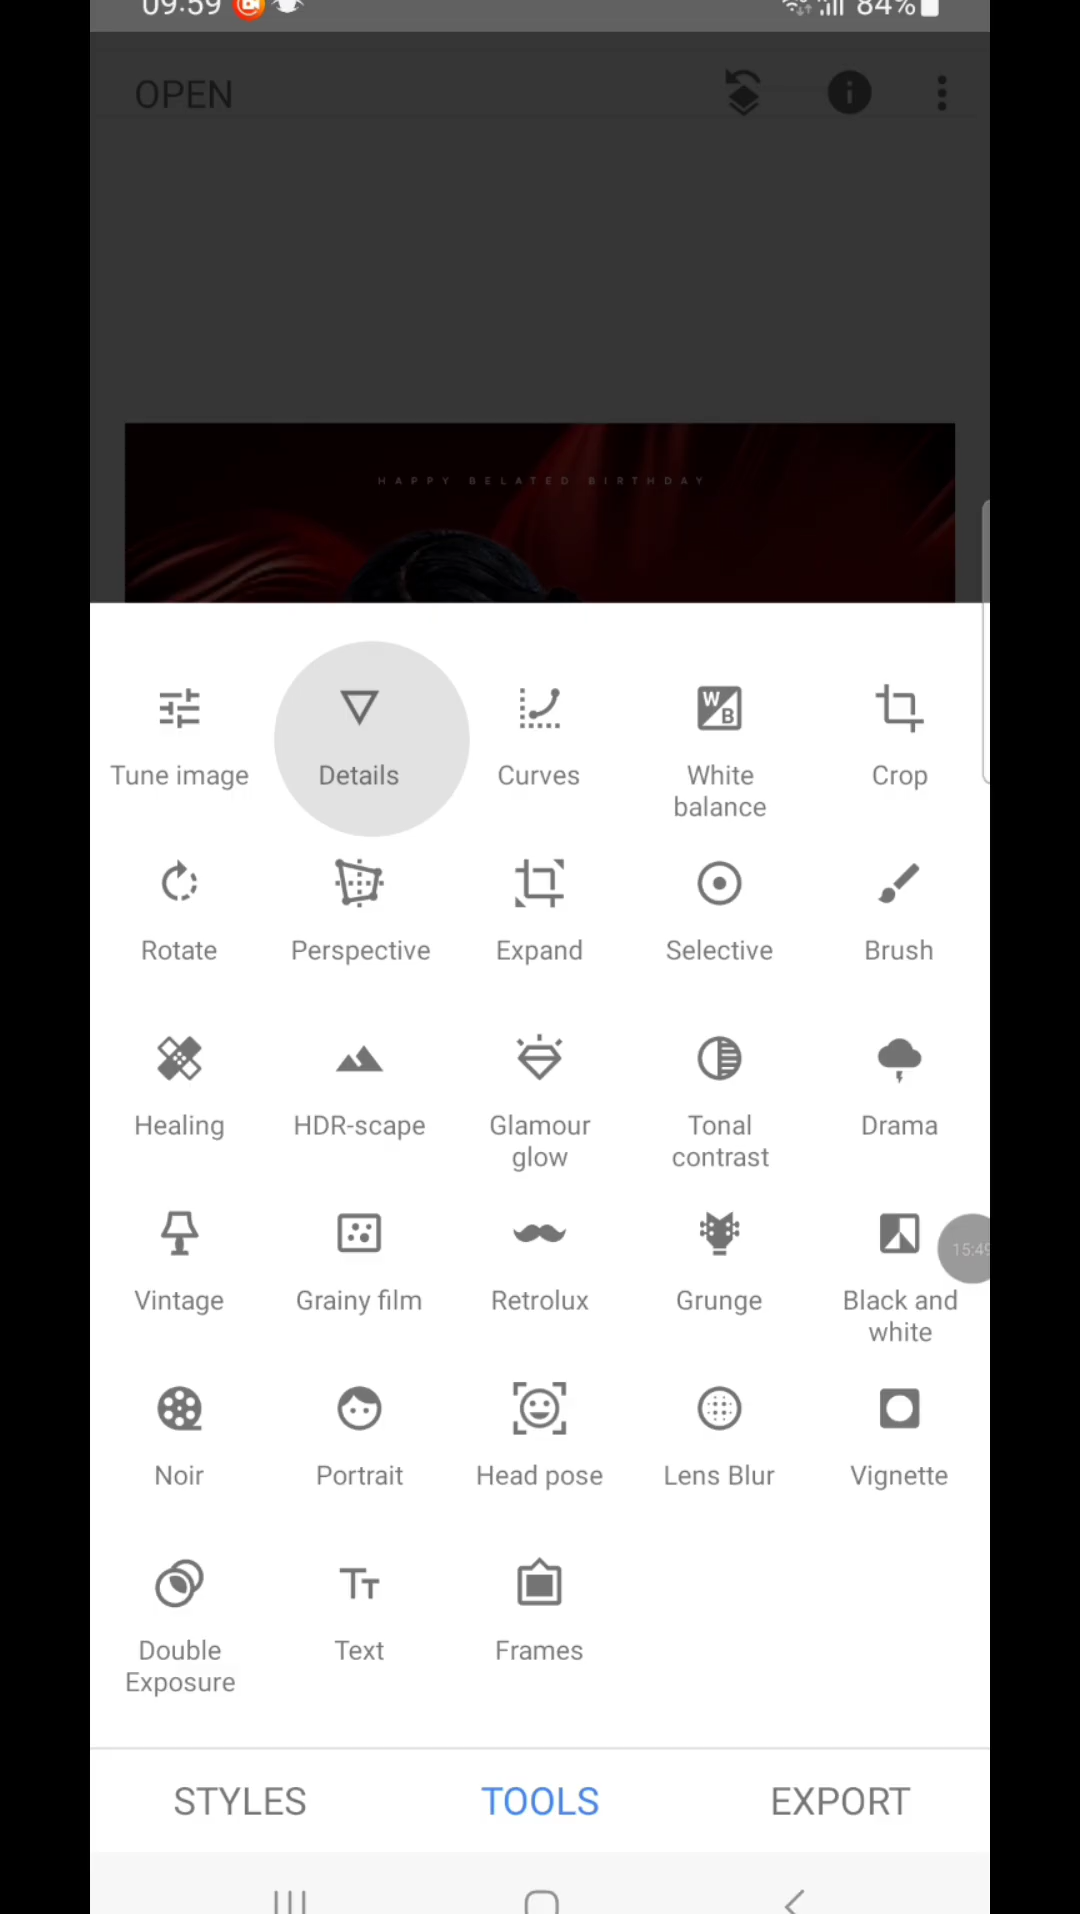 09:59 84%
OPEN
HAPPY BELATED BIRTHDAY
Tune image Details Curves White balance Crop
Rotate Perspective Expand Selective Brush
Healing HDR-scape Glamour glow Tonal contrast Drama
Vintage Grainy film Retrolux Grunge Black and white
15:49
Noir Portrait Head pose Lens Blur Vignette
Double Exposure Text Frames
STYLES TOOLS EXPORT